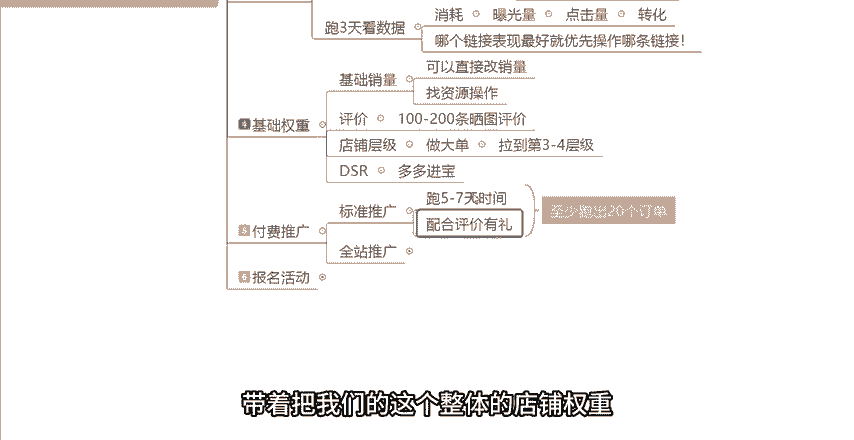 消耗 曝光量 点击量 转化
跑3天看数据
哪个链接表现最好就优先操作哪条链接！
可以直接改销量
基础销量
找资源操作
4 基础权重
评价 100-200条晒图评价
店铺层级 做大单 拉到第3-4层级
DSR 多多进宝
跑5-7天时间
标准推广
至少跑出20个订单
配合评价有礼
5 付费推广
全站推广
6 报名活动
带着把我们的这个整体的店铺权重